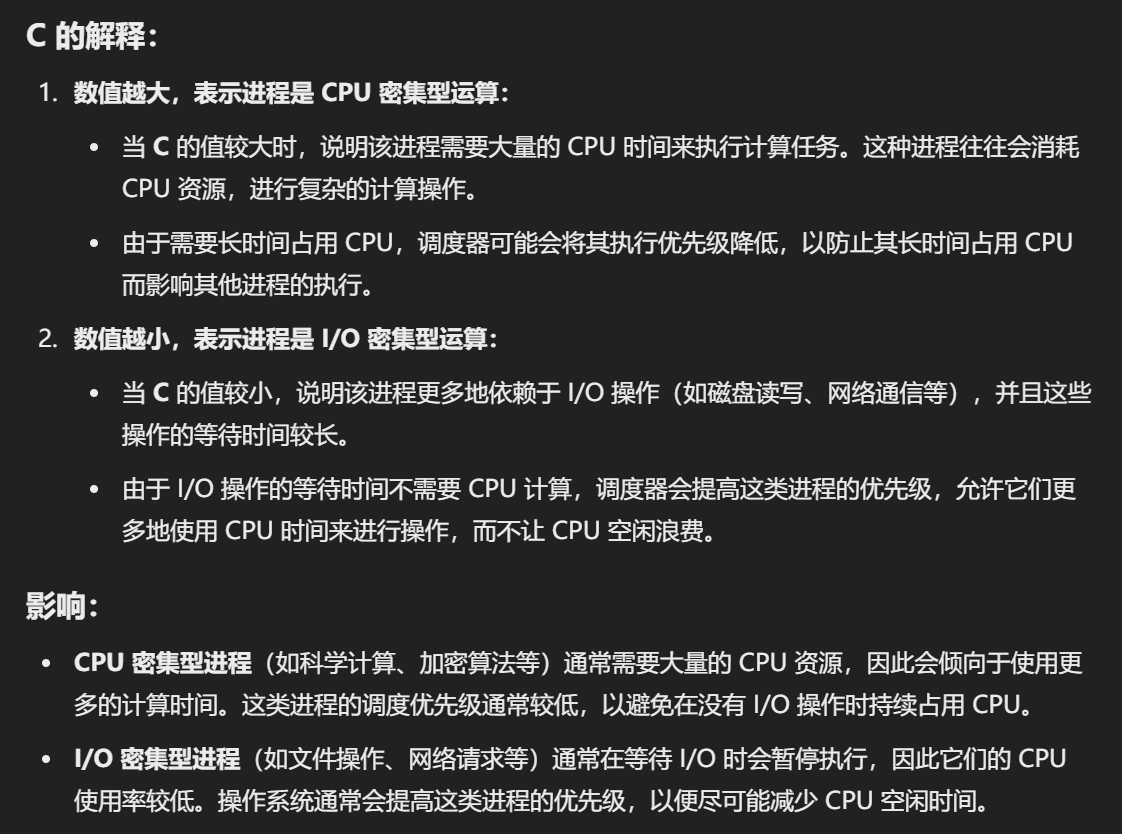 C 的解释：
1. 数值越大，表示进程是 CPU 密集型运算：
• 当 C 的值较大时，说明该进程需要大量的 CPU 时间来执行计算任务。这种进程往往会消耗
CPU 资源，进行复杂的计算操作。
• 由于需要长时间占用 CPU，调度器可能会将其执行优先级降低，以防止其长时间占用 CPU
而影响其他进程的执行。
2. 数值越小，表示进程是 I/O 密集型运算：
• 当 C 的值较小，说明该进程更多地依赖于 I/O 操作（如磁盘读写、网络通信等），并且这些
操作的等待时间较长。
• 由于 I/O 操作的等待时间不需要 CPU 计算，调度器会提高这类进程的优先级，允许它们更
多地使用 CPU 时间来进行操作，而不让 CPU 空闲浪费。
影响：
• CPU 密集型进程（如科学计算、加密算法等）通常需要大量的 CPU 资源，因此会倾向于使用更
多的计算时间。这类进程的调度优先级通常较低，以避免在没有 I/O 操作时持续占用 CPU。
• I/O 密集型进程（如文件操作、网络请求等）通常在等待 I/O 时会暂停执行，因此它们的 CPU
使用率较低。操作系统通常会提高这类进程的优先级，以便尽可能减少 CPU 空闲时间。